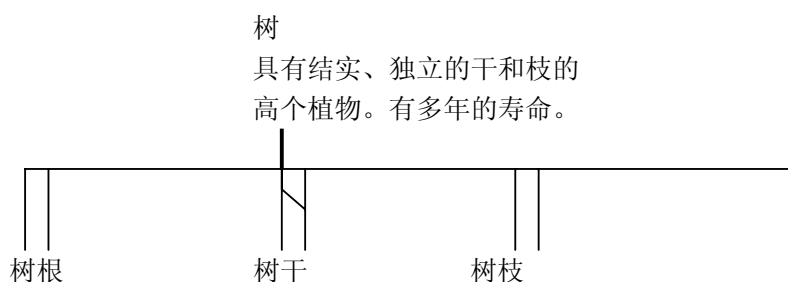 树
具有结实、独立的干和枝的
高个植物。有多年的寿命。
树根
树干
树枝